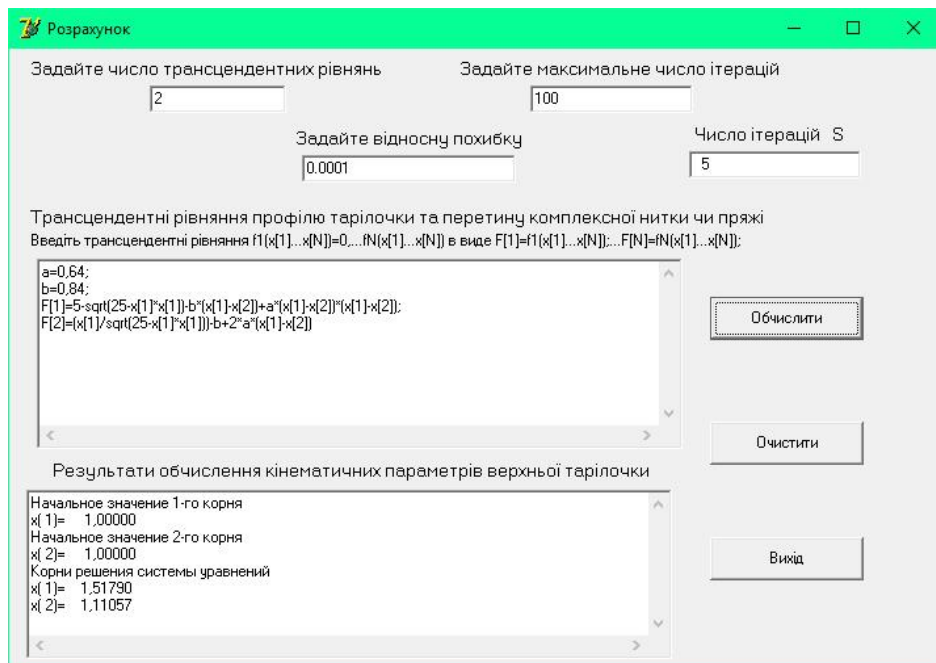 Розрахунок
Задайте число трансцендентних рівнянь
Задайте максимальне число ітерацій
2
100
Задайте відносну похибку
Число ітерацій S
0.0001
5
Трансцендентні рівняння профілю тарілочки та перетину комплексної нитки чи пряжі
Введіть трансцендентні рівняння f1(x[1]...x[N])=0,...fN(x[1]...x[N]) в виде F[1]=f1(x[1]...x[N]);...F[N]=fN(x[1]...x[N]);
a=0,64;
b=0,84;
F[1]=5-sqrt(25-x[1]*x[1])-b*(x[1]-x[2])+a*(x[1]-x[2])*(x[1]-x[2]);
F[2]=(x[1]/sqrt(25-x[1]*x[1]))-b+2*a*(x[1]-x[2])
Обчислити
Очистити
Результати обчислення кінематичних параметрів верхньої тарілочки
Начальное значение 1-го корня
x( 1)= 1,00000
Начальное значение 2-го корня
x( 2)= 1,00000
Корни решения системы уравнений
x( 1)= 1,51790
x( 2)= 1,11057
Вихід